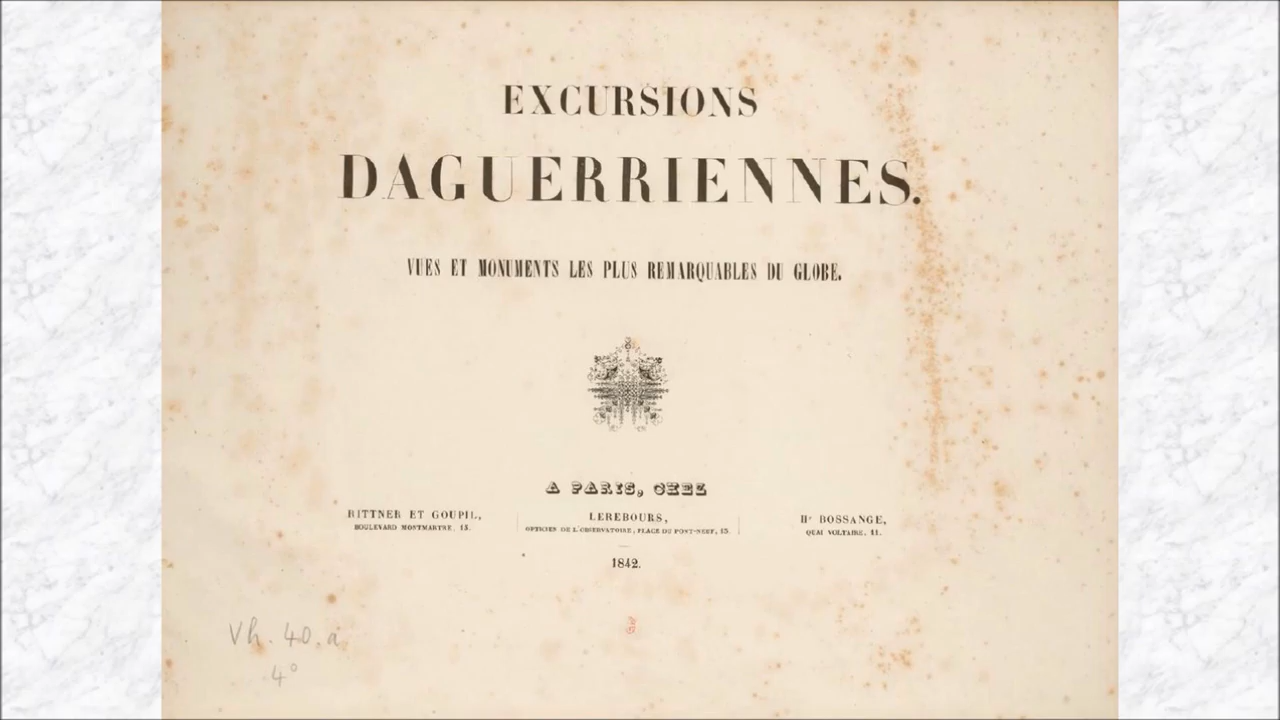 EXCURSIONS
DAGUERRIENNES.
VUES ET MONUMENTS LES PLUS REMARQUABLES DU GLOBE.
A PARIS, CHEZ
RITTNER ET GOUPIL,
BOULEVARD MONTMARTRE, 15.
LEREBOURS,
OPTICIEN DE L'OBSERVATOIRE, PLACE DU PONT-NEUF, 13.
Hr BOSSANGE,
QUAI VOLTAIRE, 11.
1842.
Vh. 40. a
4°